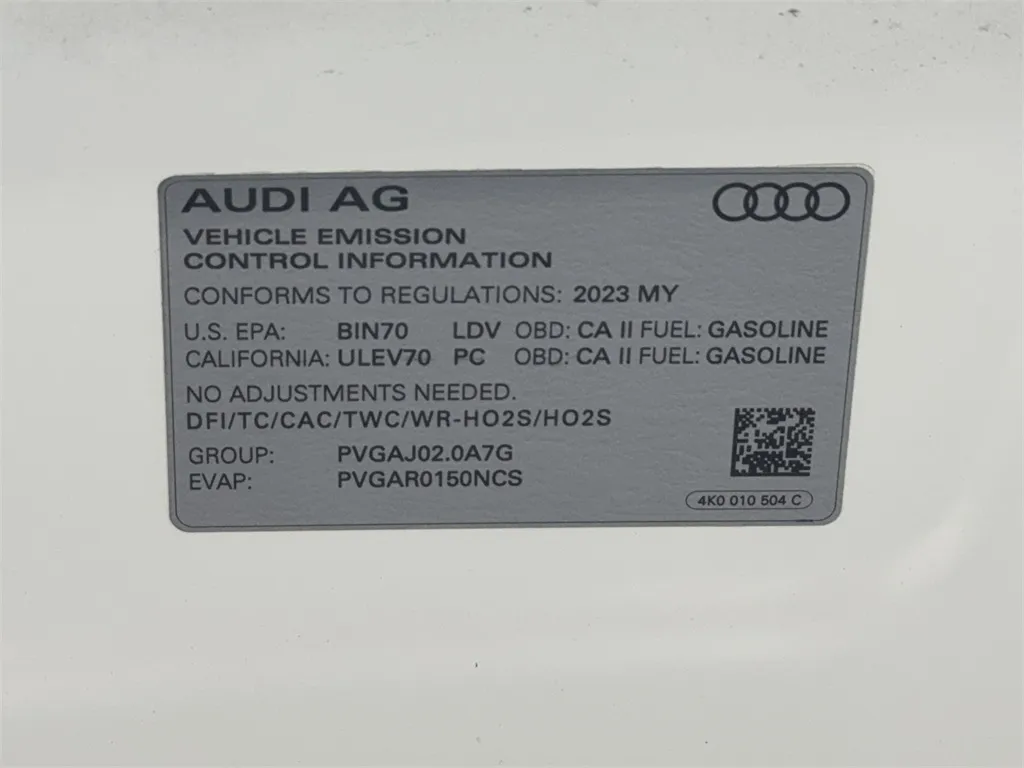 AUDI AG
VEHICLE EMISSION
CONTROL INFORMATION
CONFORMS TO REGULATIONS: 2023 MY
U.S. EPA: BIN70 LDV OBD: CA II FUEL: GASOLINE
CALIFORNIA: ULEV70 PC OBD: CA II FUEL: GASOLINE
NO ADJUSTMENTS NEEDED.
DFI/TC/CAC/TWC/WR-HO2S/HO2S
GROUP: PVGAJ02.0A7G
EVAP: PVGAR0150NCS
4K0 010 504 C